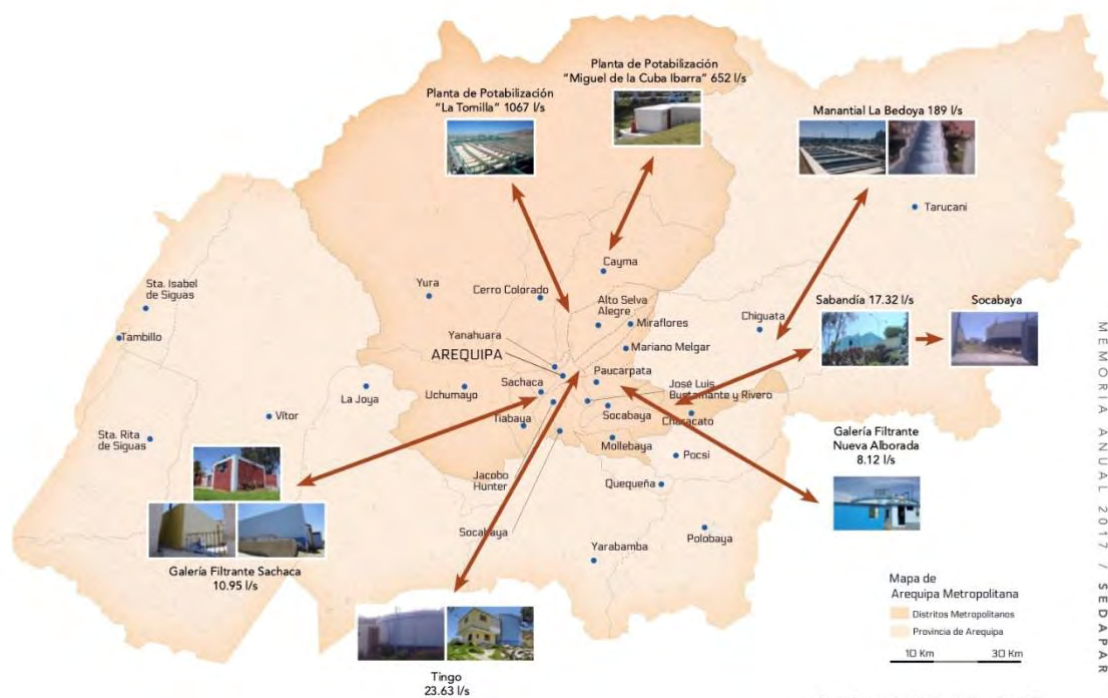 Planta de Potabilización
"Miguel de la Cuba Ibarra" 652 l/s
Planta de Potabilización
"La Tomilla" 1067 l/s
Manantial La Bedoya 189 l/s
Tarucani
Cayma
Sta. Isabel
de Siguas
Yura
Cerro Colorado
Alto Selva
Alegre
Miraflores
Chiguata
Sabandía 17.32 l/s
Socabaya
Tambillo
Yanahuara
Mariano Melgar
AREQUIPA
Paucarpata
La Joya
Uchumayo
Sachaca
José Luis
Bustamante y Rivero
Vítor
Tiabaya
Socabaya
Characato
Sta. Rita
de Siguas
Mollebaya
Pocsi
Galería Filtrante
Nueva Alborada
8.12 l/s
Jacobo
Hunter
Quequeña
Socabaya
Polobaya
Yarabamba
Galería Filtrante Sachaca
10.95 l/s
Tingo
23.63 l/s
Mapa de
Arequipa Metropolitana
Distritos Metropolitanos
Provincia de Arequipa
10 Km 30 Km
MEMORIA ANUAL 2017 / SEDAPAR